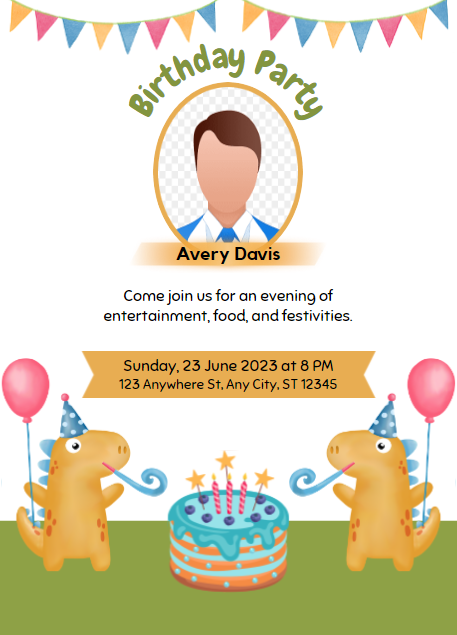 Birthday Party
Avery Davis
Come join us for an evening of
entertainment, food, and festivities.
Sunday, 23 June 2023 at 8 PM
123 Anywhere St, Any City, ST 12345